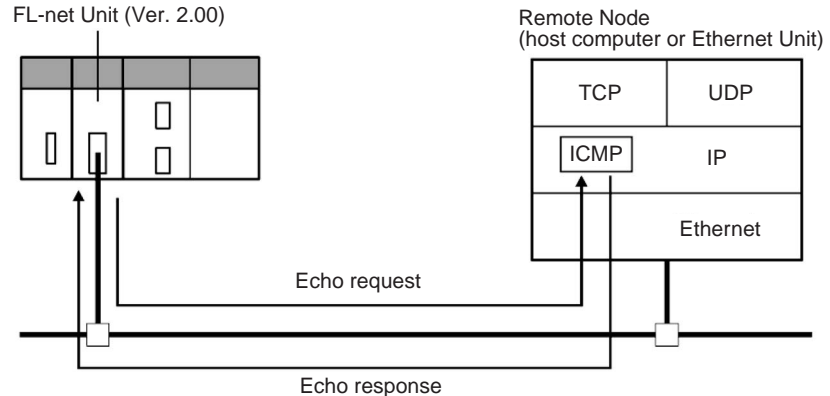 FL-net Unit (Ver. 2.00)
Remote Node
(host computer or Ethernet Unit)
TCP
UDP
ICMP
IP
Ethernet
Echo request
Echo response